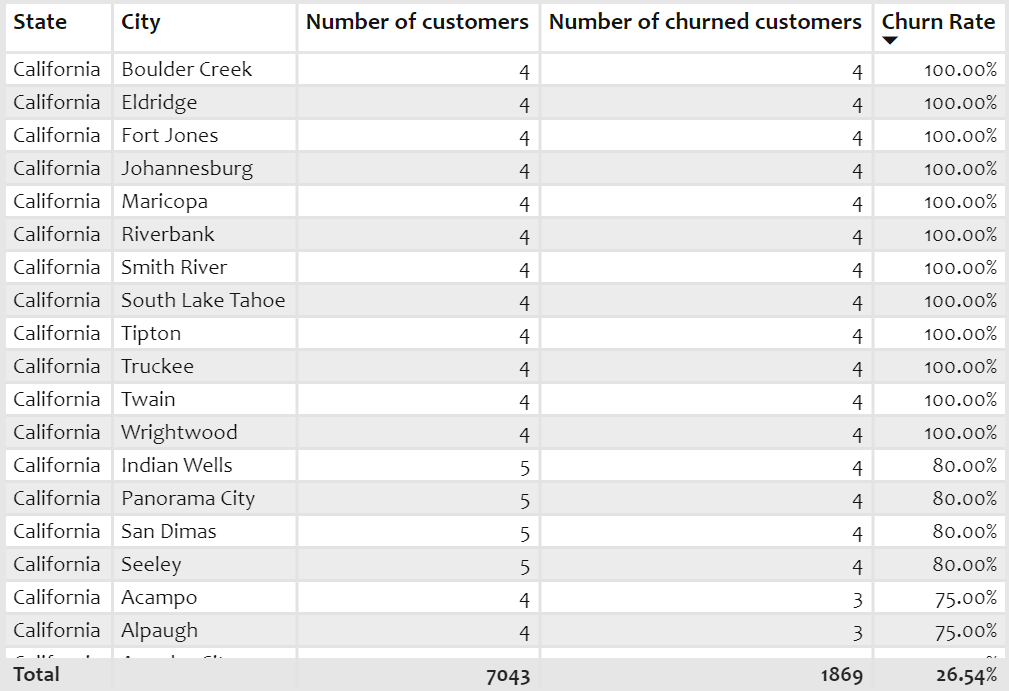 State City Number of customers Number of churned customers Churn Rate
California Boulder Creek 4 4 100.00%
California Eldridge 4 4 100.00%
California Fort Jones 4 4 100.00%
California Johannesburg 4 4 100.00%
California Maricopa 4 4 100.00%
California Riverbank 4 4 100.00%
California Smith River 4 4 100.00%
California South Lake Tahoe 4 4 100.00%
California Tipton 4 4 100.00%
California Truckee 4 4 100.00%
California Twain 4 4 100.00%
California Wrightwood 4 4 100.00%
California Indian Wells 5 4 80.00%
California Panorama City 5 4 80.00%
California San Dimas 5 4 80.00%
California Seeley 5 4 80.00%
California Acampo 4 3 75.00%
California Alpaugh 4 3 75.00%
Total 7043 1869 26.54%